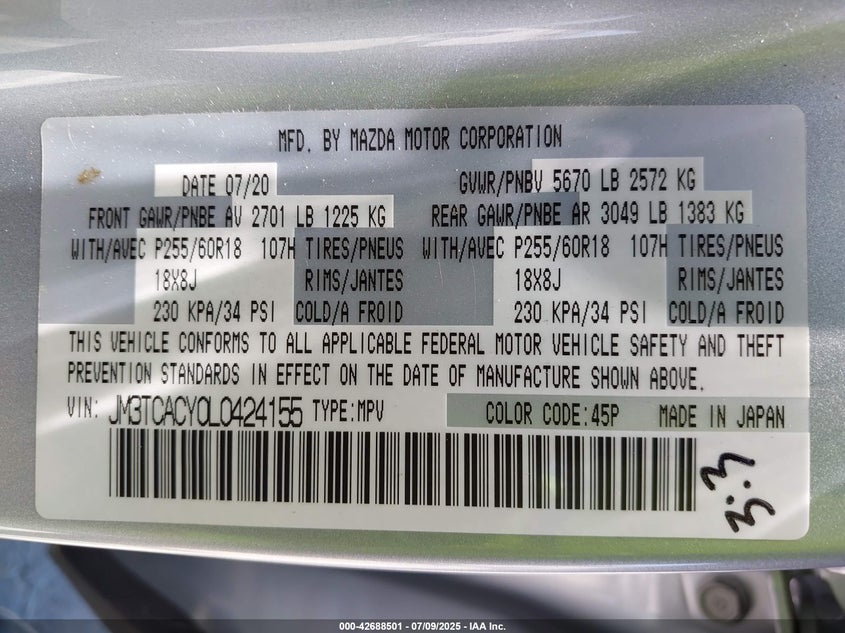 MFD. BY MAZDA MOTOR CORPORATION
DATE 07/20 GVWR/PNBV 5670 LB 2572 KG
FRONT GAWR/PNBE AV 2701 LB 1225 KG REAR GAWR/PNBE AR 3049 LB 1383 KG
WITH/AVEC P255/60R18 107H TIRES/PNEUS WITH/AVEC P255/60R18 107H TIRES/PNEUS
18X8J RIMS/JANTES 18X8J RIMS/JANTES
230 KPA/34 PSI COLD/A FROID 230 KPA/34 PSI COLD/A FROID
THIS VEHICLE CONFORMS TO ALL APPLICABLE FEDERAL MOTOR VEHICLE SAFETY AND THEFT
PREVENTION STANDARDS IN EFFECT ON THE DATE OF MANUFACTURE SHOWN ABOVE.
VIN: JM3TCACY0L0424155 TYPE:MPV COLOR CODE:45P MADE IN JAPAN
3.3
000-42688501 / 07/09/2025 - IAA Inc.